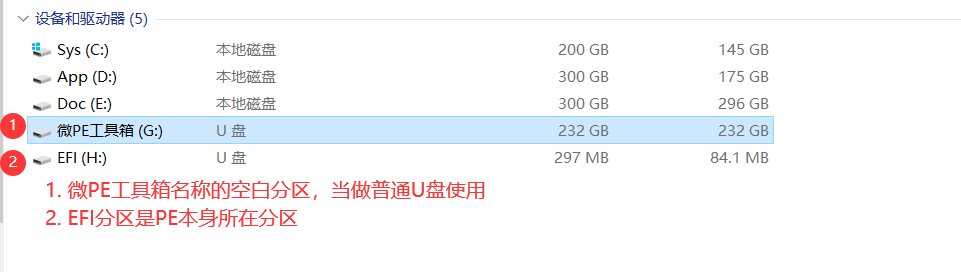 设备和驱动器 (5)
Sys (C:) 本地磁盘 200 GB 145 GB
App (D:) 本地磁盘 300 GB 175 GB
Doc (E:) 本地磁盘 300 GB 296 GB
1 微PE工具箱 (G:) U 盘 232 GB 232 GB
2 EFI (H:) U 盘 297 MB 84.1 MB
1. 微PE工具箱名称的空白分区，当做普通U盘使用
2. EFI分区是PE本身所在分区